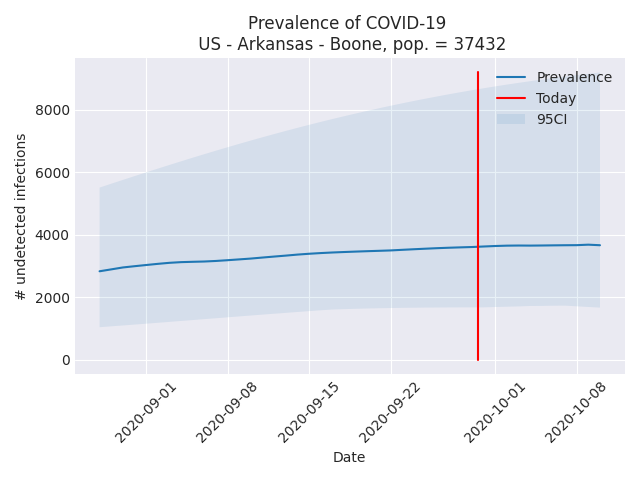 Prevalence of COVID-19
US - Arkansas - Boone, pop. = 37432
Prevalence
Today
95CI
# undetected infections
8000
6000
4000
2000
0
2020-09-01
2020-09-08
2020-09-15
2020-09-22
2020-10-01
2020-10-08
Date